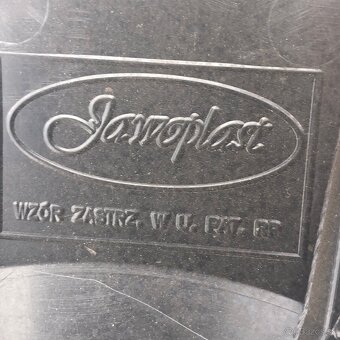 Jawoplast
WZÓR ZASTRZ. W U. PAT. RP